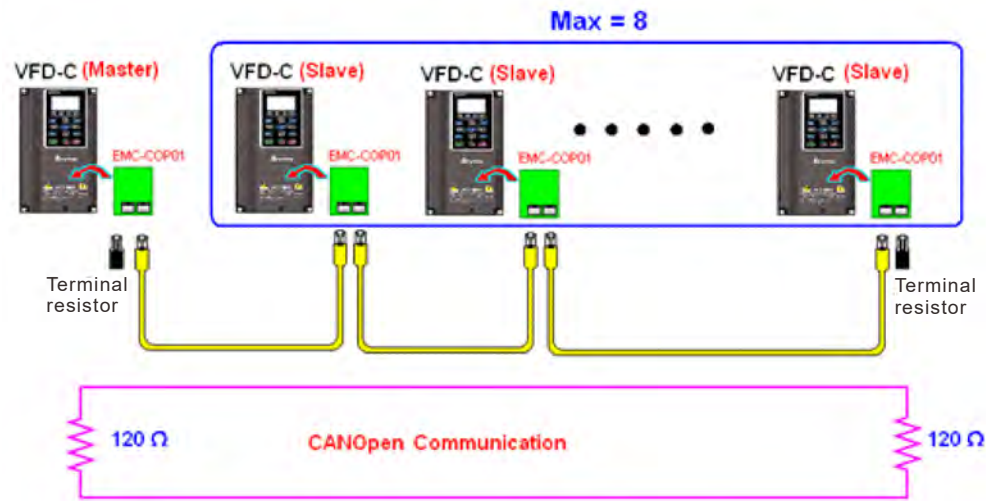 Max = 8
VFD-C (Master)
VFD-C (Slave)
VFD-C (Slave)
VFD-C (Slave)
EMC-COP01
EMC-COP01
EMC-COP01
EMC-COP01
Terminal
resistor
Terminal
resistor
120 Ω
CANOpen Communication
120 Ω